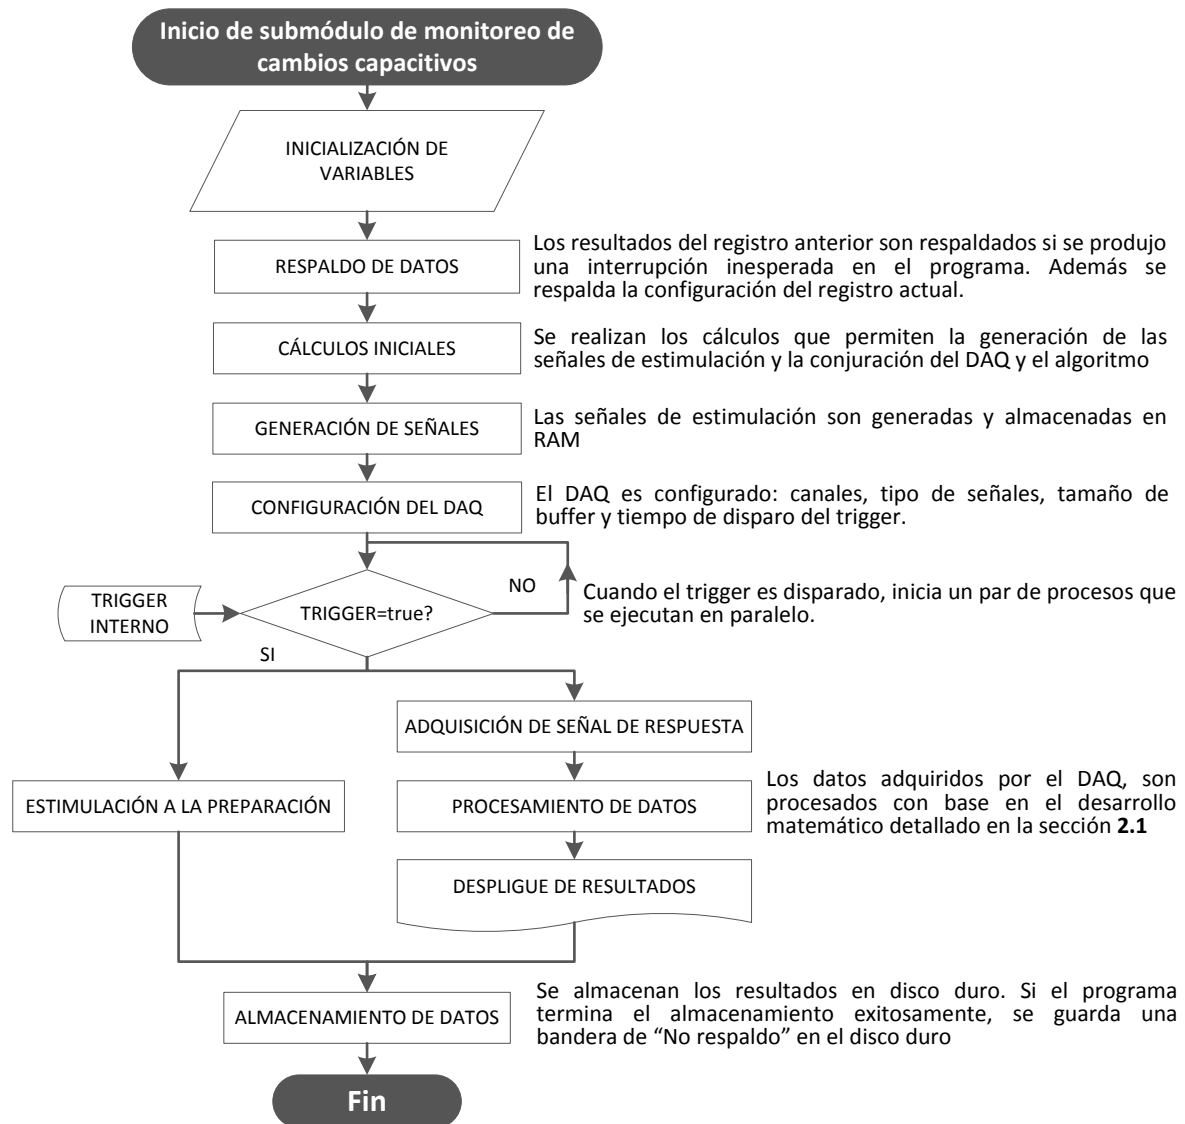 Inicio de submódulo de monitoreo de
cambios capacitivos
INICIALIZACIÓN DE
VARIABLES
RESPALDO DE DATOS
Los resultados del registro anterior son respaldados si se produjo
una interrupción inesperada en el programa. Además se
respalda la configuración del registro actual.
CÁLCULOS INICIALES
Se realizan los cálculos que permiten la generación de las
señales de estimulación y la conjuración del DAQ y el algoritmo
GENERACIÓN DE SEÑALES
Las señales de estimulación son generadas y almacenadas en
RAM
CONFIGURACIÓN DEL DAQ
El DAQ es configurado: canales, tipo de señales, tamaño de
buffer y tiempo de disparo del trigger.
TRIGGER
INTERNO
TRIGGER=true?
NO
Cuando el trigger es disparado, inicia un par de procesos que
se ejecutan en paralelo.
SI
ADQUISICIÓN DE SEÑAL DE RESPUESTA
ESTIMULACIÓN A LA PREPARACIÓN
PROCESAMIENTO DE DATOS
Los datos adquiridos por el DAQ, son
procesados con base en el desarrollo
matemático detallado en la sección 2.1
DESPLIGUE DE RESULTADOS
ALMACENAMIENTO DE DATOS
Se almacenan los resultados en disco duro. Si el programa
termina el almacenamiento exitosamente, se guarda una
bandera de “No respaldo” en el disco duro
Fin